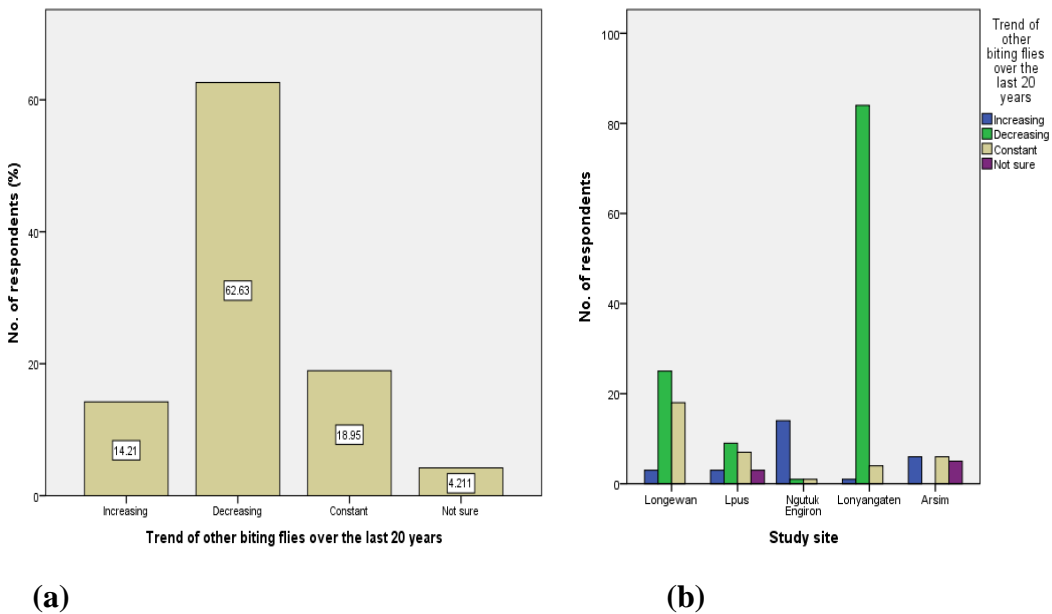 No. of respondents (%)
60
40
20
0
62.63
14.21
18.95
4.211
Increasing
Decreasing
Constant
Not sure
Trend of other biting flies over the last 20 years
(a)
No. of respondents
100
80
60
40
20
0
Longewan
Lpus
Ngutuk
Engiron
Lonyangaten
Arsim
Study site
Trend of
other
biting flies
over the
last 20
years
Increasing
Decreasing
Constant
Not sure
(b)